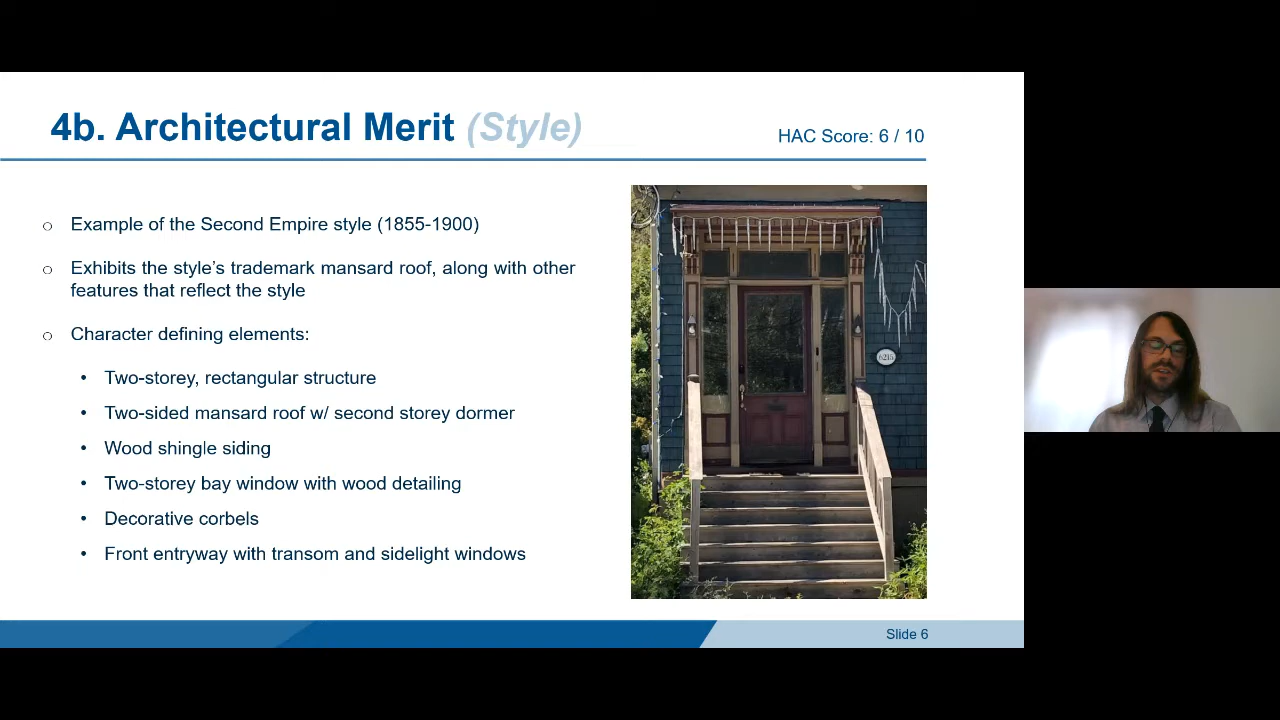 4b. Architectural Merit (Style)
HAC Score: 6 / 10
o Example of the Second Empire style (1855-1900)
o Exhibits the style's trademark mansard roof, along with other
features that reflect the style
o Character defining elements:
• Two-storey, rectangular structure
• Two-sided mansard roof w/ second storey dormer
• Wood shingle siding
• Two-storey bay window with wood detailing
• Decorative corbels
• Front entryway with transom and sidelight windows
6215
Slide 6